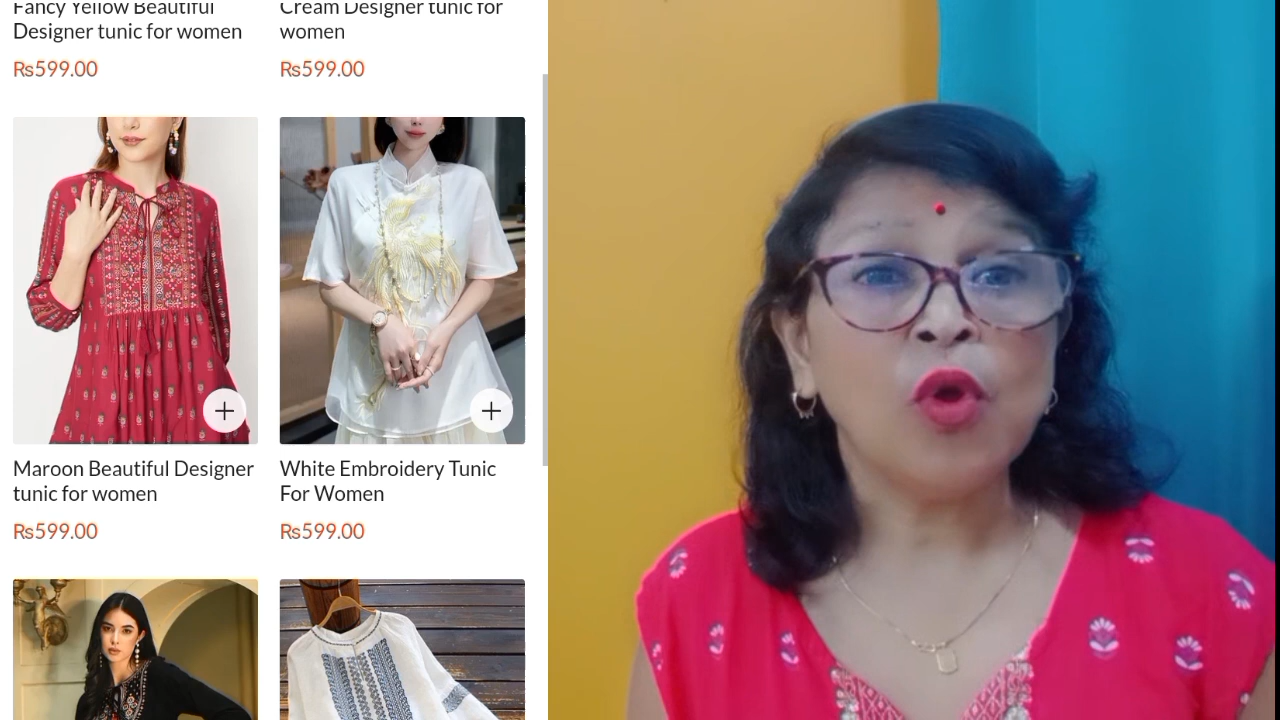 Fancy Yellow Beautiful
Designer tunic for women
₨599.00
Cream Designer tunic for
women
₨599.00
Maroon Beautiful Designer
tunic for women
₨599.00
White Embroidery Tunic
For Women
₨599.00